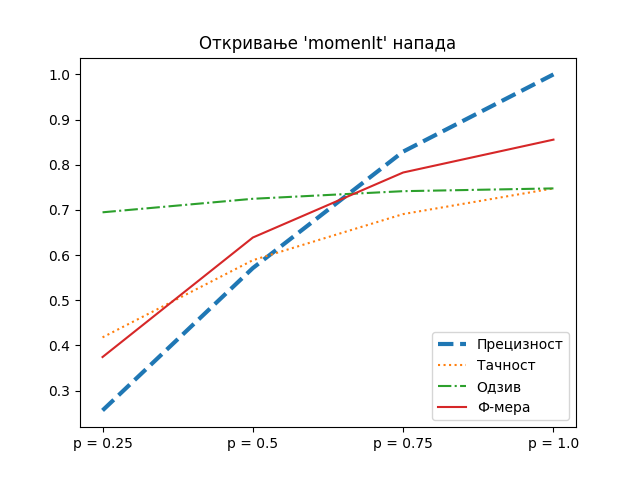 Откривање 'momenIt' напада
1.0
0.9
0.8
0.7
0.6
0.5
0.4
0.3
Прецизност
Тачност
Одзив
Ф-мера
p = 0.25
p = 0.5
p = 0.75
p = 1.0